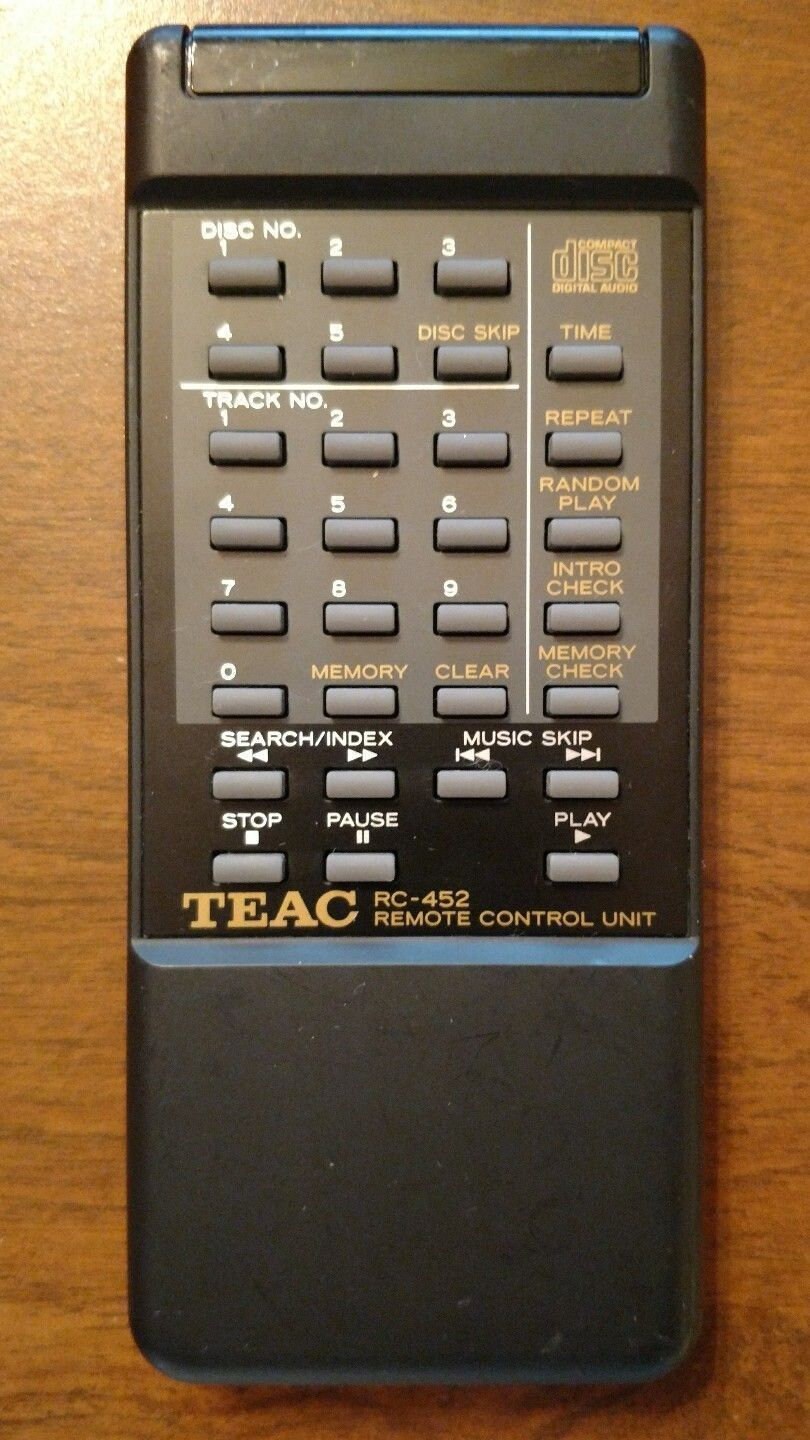 DISC NO.
1 2 3
COMPACT
disc
DIGITAL AUDIO
4 5 DISC SKIP TIME
TRACK NO.
1 2 3 REPEAT
RANDOM
PLAY
4 5 6
INTRO
CHECK
7 8 9
MEMORY
CHECK
0 MEMORY CLEAR
SEARCH/INDEX MUSIC SKIP
STOP PAUSE PLAY
TEAC RC-452
REMOTE CONTROL UNIT